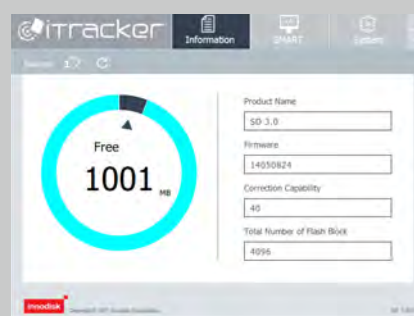 iTracker
Information
SMART
System
Free
1001 MB
Product Name
SD 3.0
Firmware
14050824
Correction Capability
40
Total Number of Flash Block
4096
innodisk